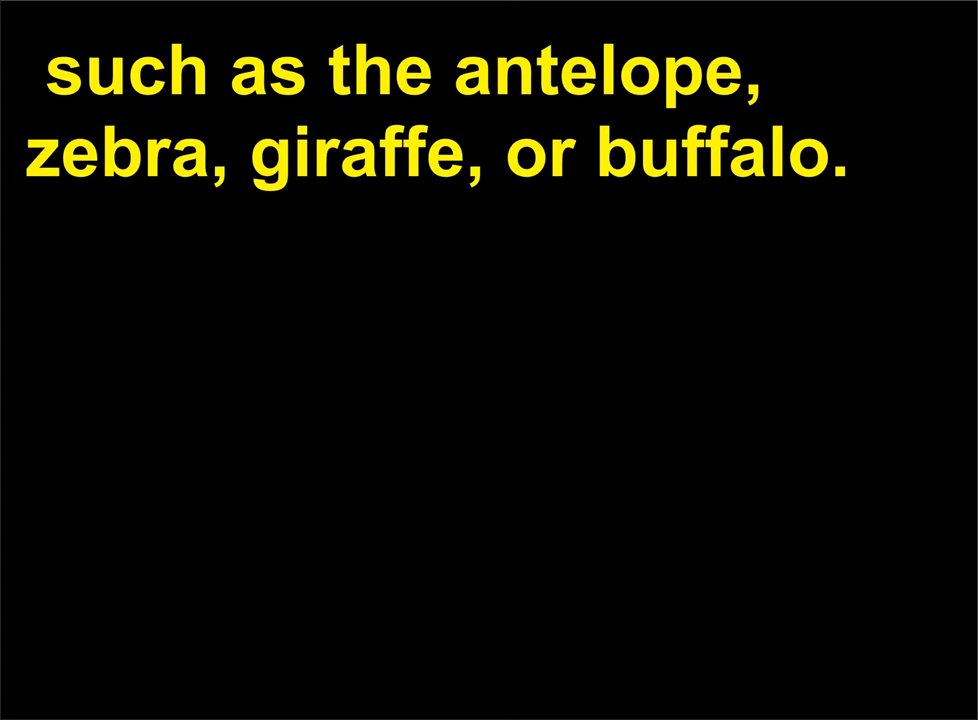 such as the antelope,
zebra, giraffe, or buffalo.